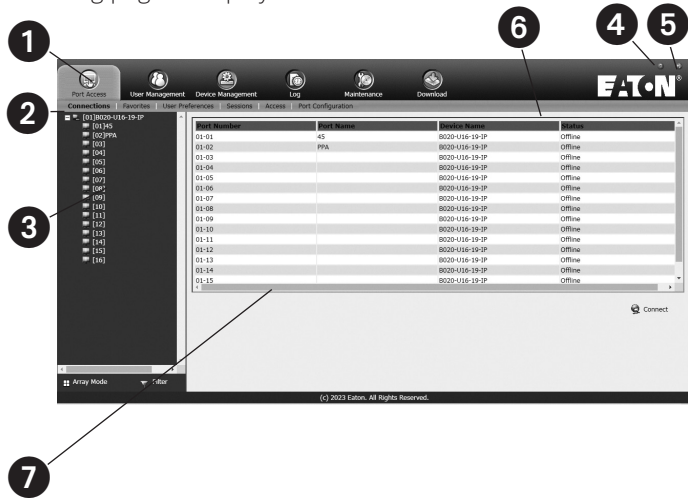 1
6
4
5
Port Access User Management Device Management Log Maintenance Download
EATON®
2
Connections Favorites User Preferences Sessions Access Port Configuration
[01]B020-U16-19-IP
[01]45
[02]PPA
[03]
[04]
[05]
[06]
[07]
[09]
[10]
[11]
[12]
[13]
[14]
[15]
[16]
3
Port Number Port Name Device Name Status
01-01 45 B020-U16-19-IP Offline
01-02 PPA B020-U16-19-IP Offline
01-03 B020-U16-19-IP Offline
01-04 B020-U16-19-IP Offline
01-05 B020-U16-19-IP Offline
01-06 B020-U16-19-IP Offline
01-07 B020-U16-19-IP Offline
01-08 B020-U16-19-IP Offline
01-09 B020-U16-19-IP Offline
01-10 B020-U16-19-IP Offline
01-11 B020-U16-19-IP Offline
01-12 B020-U16-19-IP Offline
01-13 B020-U16-19-IP Offline
01-14 B020-U16-19-IP Offline
01-15 B020-U16-19-IP Offline
Connect
Array Mode Filter
(c) 2023 Eaton. All Rights Reserved.
7